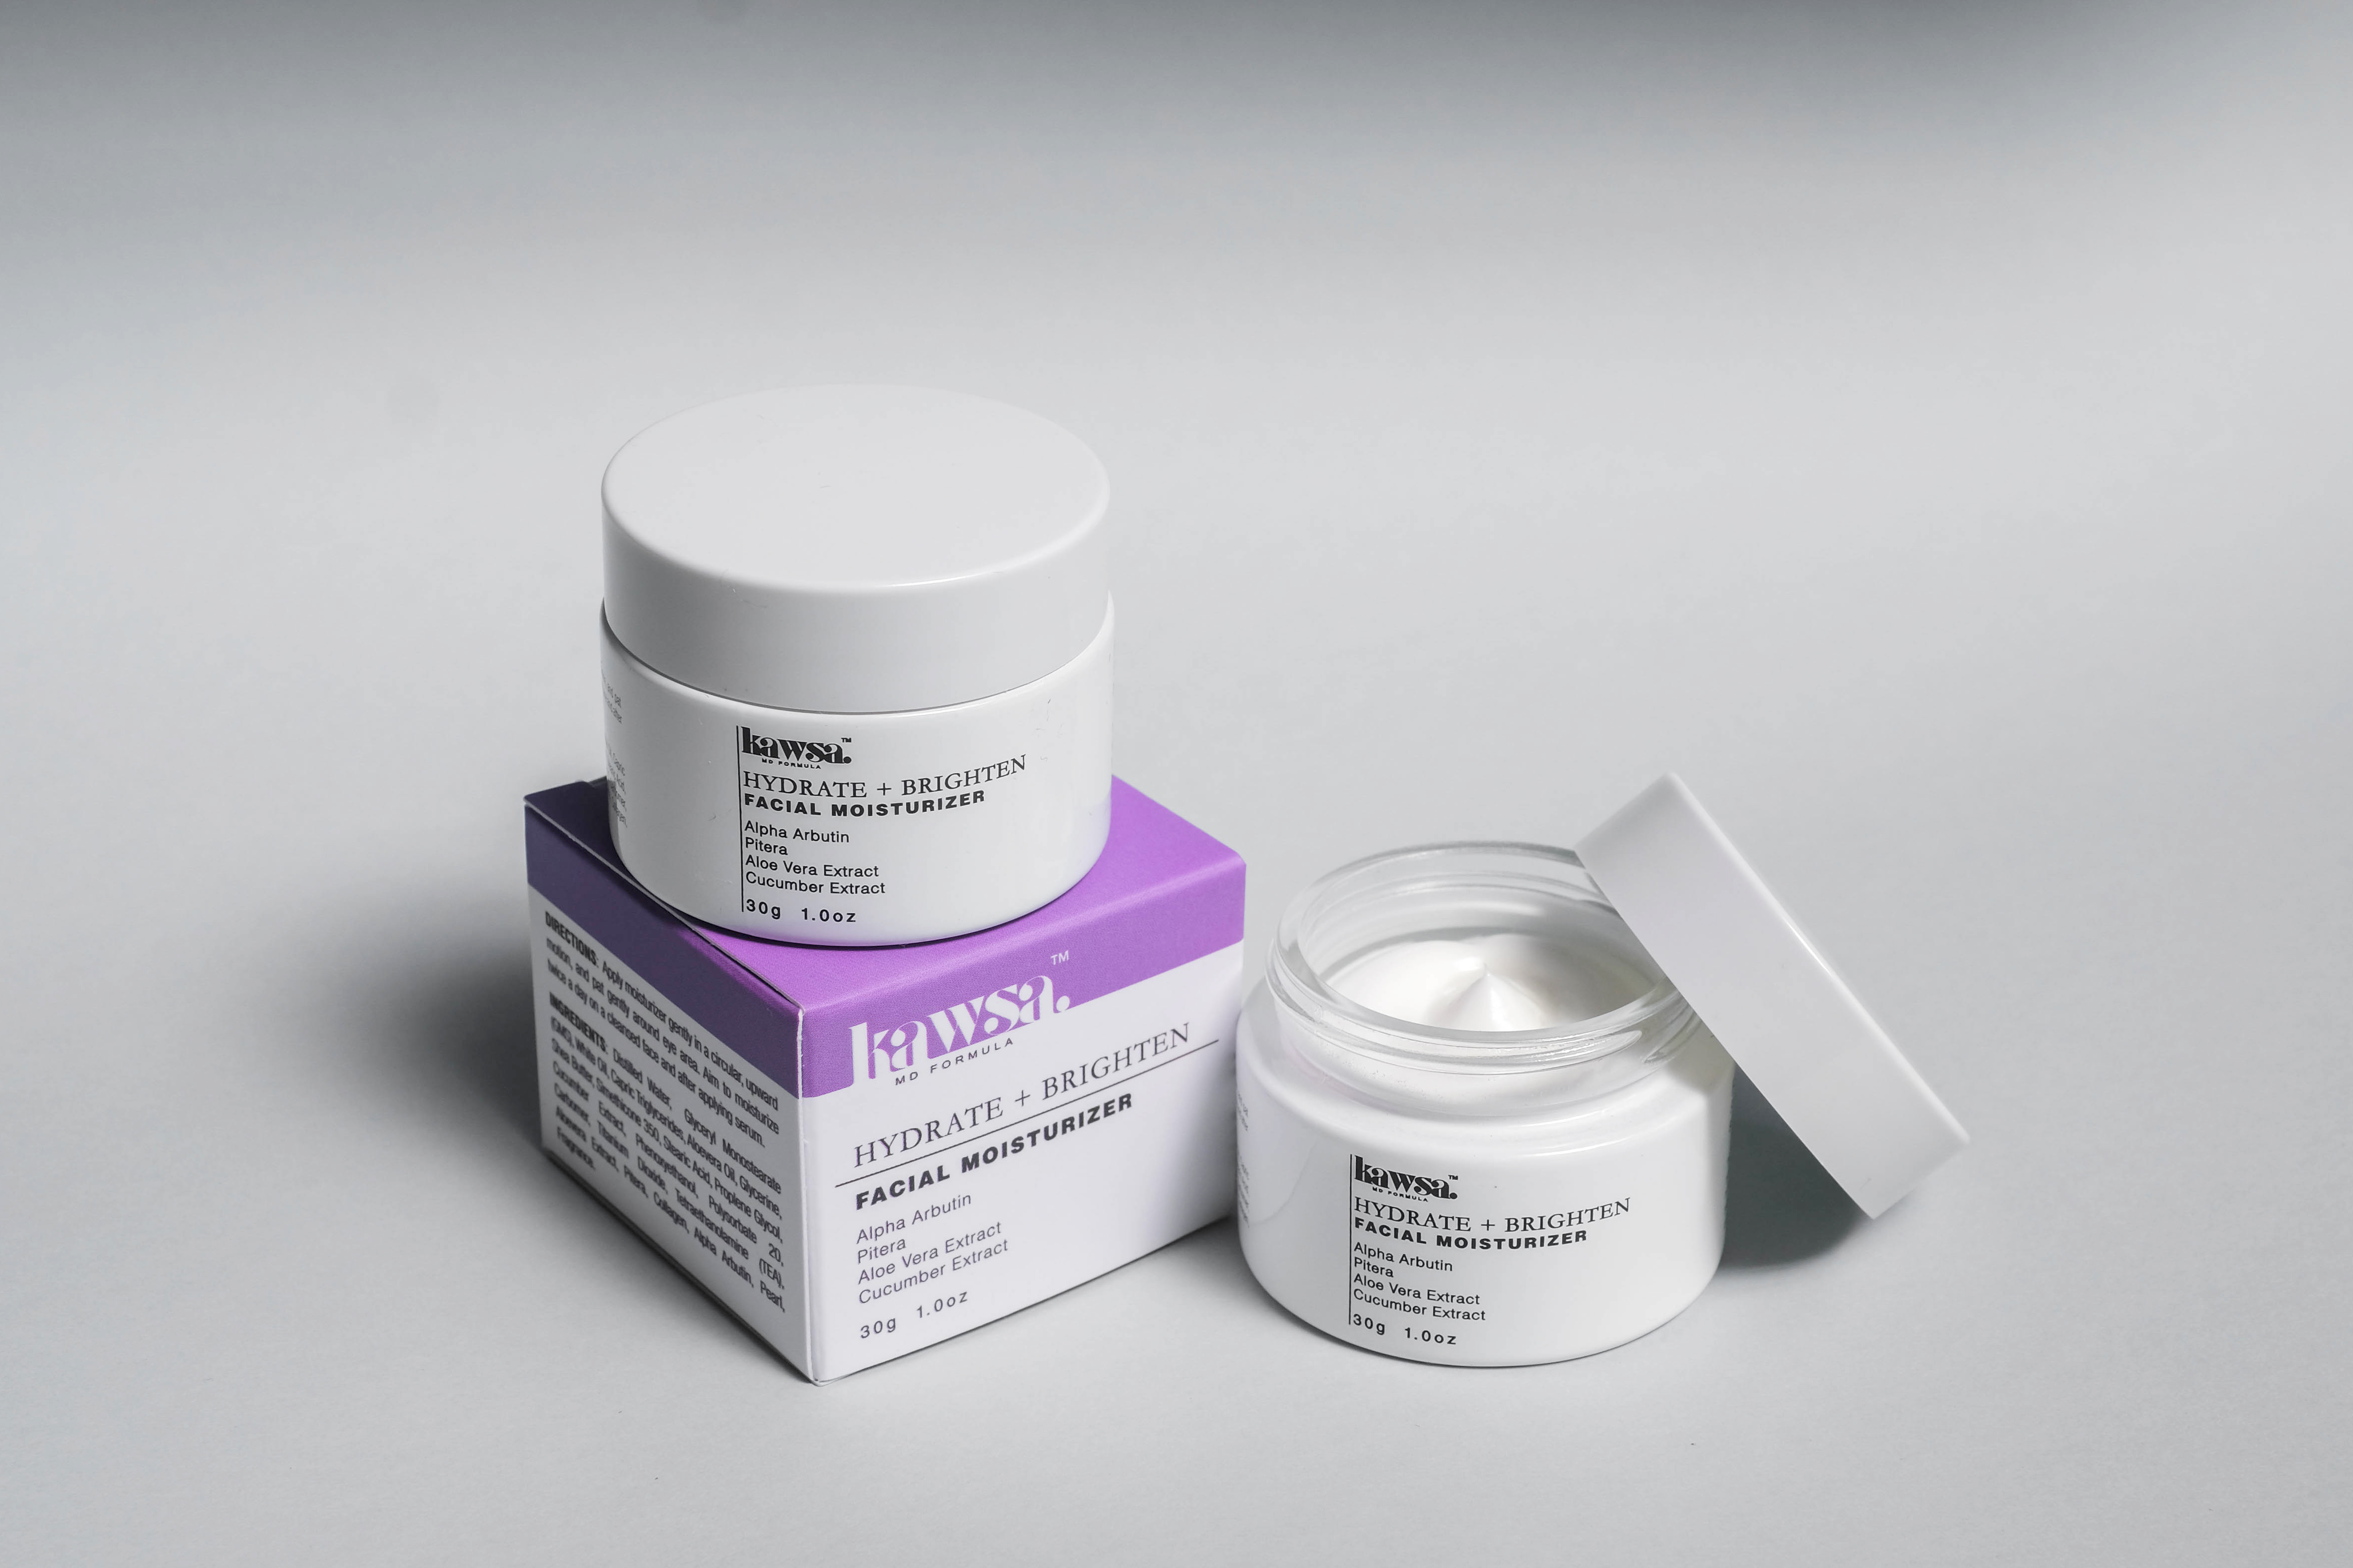 kawsa.™
MD FORMULA
HYDRATE + BRIGHTEN
FACIAL MOISTURIZER
Alpha Arbutin
Pitera
Aloe Vera Extract
Cucumber Extract
30g 1.0oz
DIRECTIONS: Apply moisturizer gently in a circular, upward
motion, and pat gently around eye area. Aim to moisturize
twice a day on a cleansed face and after applying serum.
INGREDIENTS: Distilled Water, Glyceryl Monostearate
(GMS), White Oil, Capric Triglycerides, Aloevera Oil, Glycerine,
Shea Butter, Simethicone 350, Stearic Acid, Proplene Glycol,
Cucumber Extract, Phenoxyethanol, Polysorbate 20,
Carbomer, Titanium Dioxide, Tetraethanolamine (TEA),
Aloevera Extract, Pitera, Collagen, Alpha Arbutin, Pearl,
Fragrance.
kawsa.™
MD FORMULA
HYDRATE + BRIGHTEN
FACIAL MOISTURIZER
Alpha Arbutin
Pitera
Aloe Vera Extract
Cucumber Extract
30g 1.0oz
kawsa.™
MD FORMULA
HYDRATE + BRIGHTEN
FACIAL MOISTURIZER
Alpha Arbutin
Pitera
Aloe Vera Extract
Cucumber Extract
30g 1.0oz